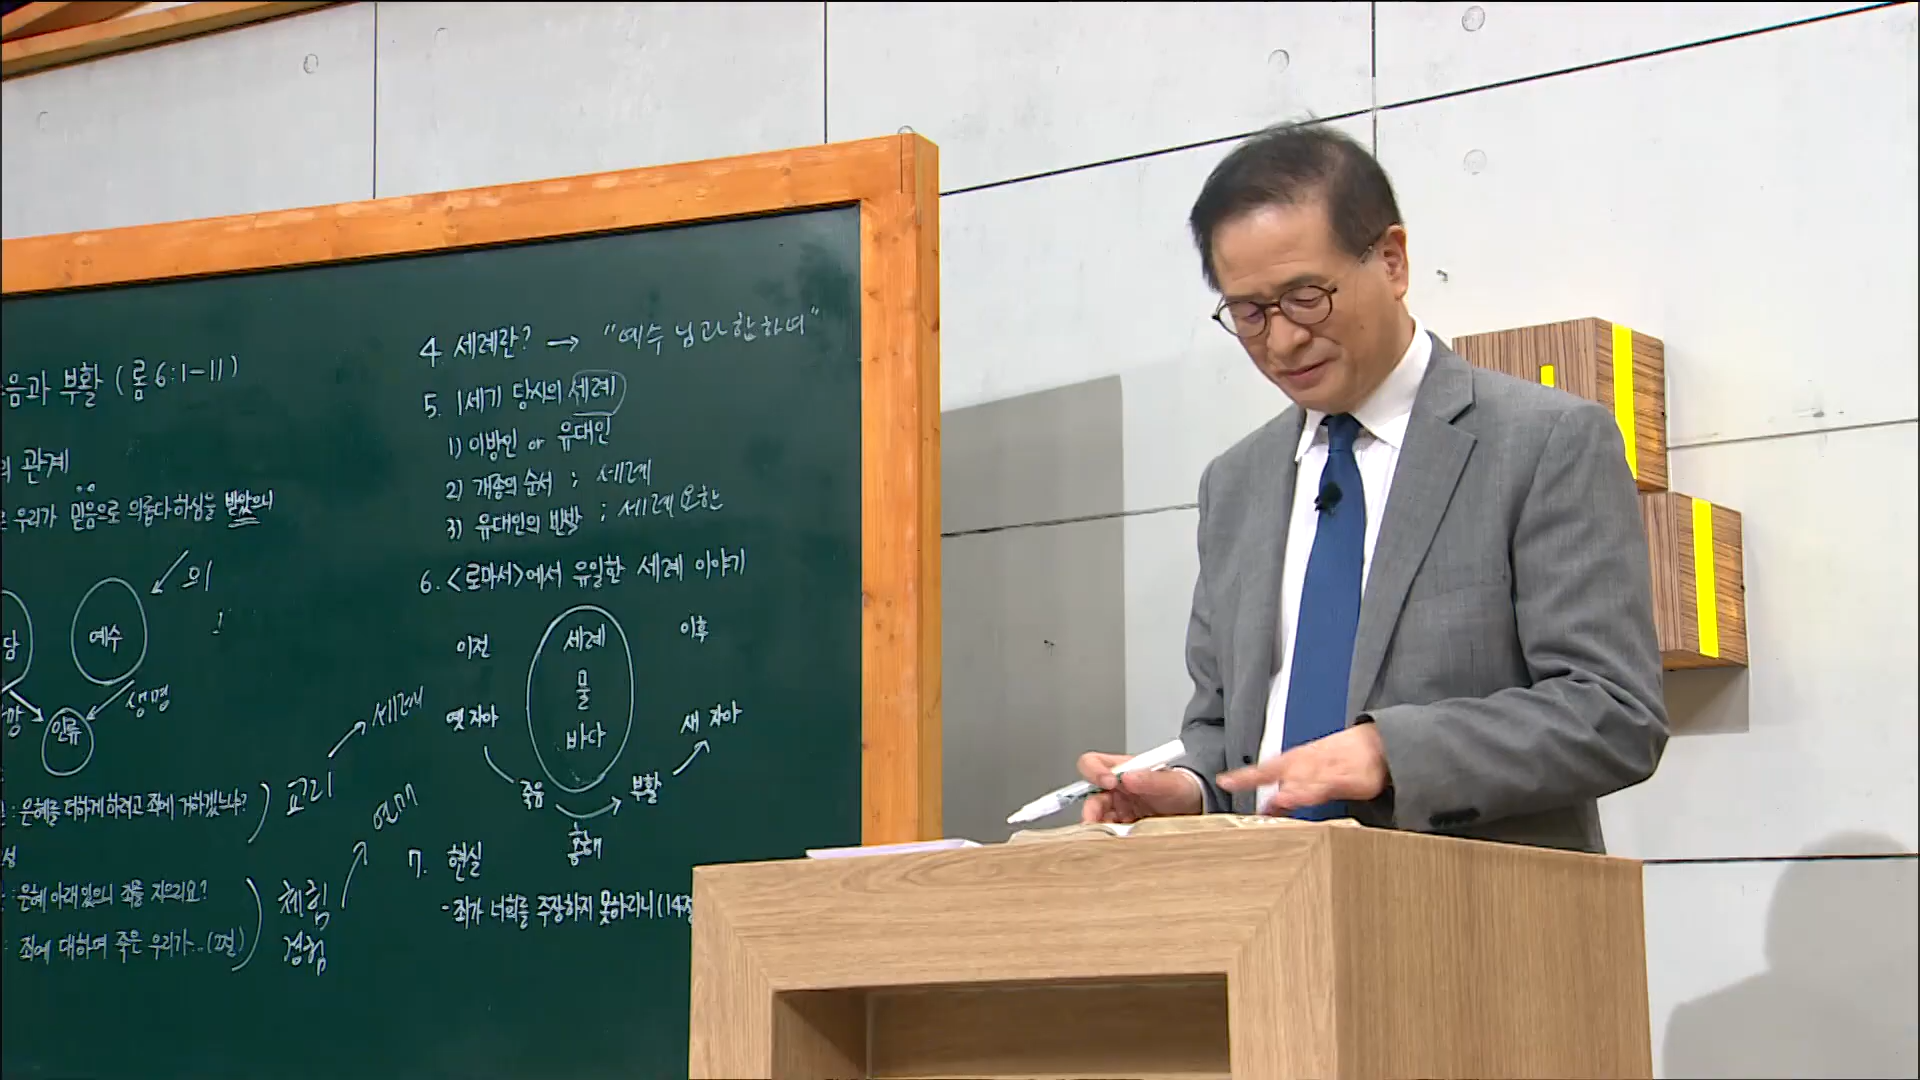 음과 부활 (롬 6:1-11)
관계
우리가 믿음으로 의롭다 하심을 받았으니
의
담
예수
생명
망
인류
세례
: 은혜를 더하게 하려고 죄에 거하겠느냐?
교리
열매
성
: 은혜 아래 있으니 죄를 지으리요?
체험
: 죄에 대하여 죽은 우리가...(2절)
경험
4. 세례란? → "예수님과 합하여"
5. 1세기 당시의 세례
1) 이방인 or 유대인
2) 개종의 순서 ; 세례
3) 유대인의 반발 ; 세례 요한
6. <로마서>에서 유일한 세례 이야기
이전 세례 이후
물
옛 자아 바다 새 자아
죽음 부활
홍해
7. 현실
- 죄가 너희를 주장하지 못하리니 (14절